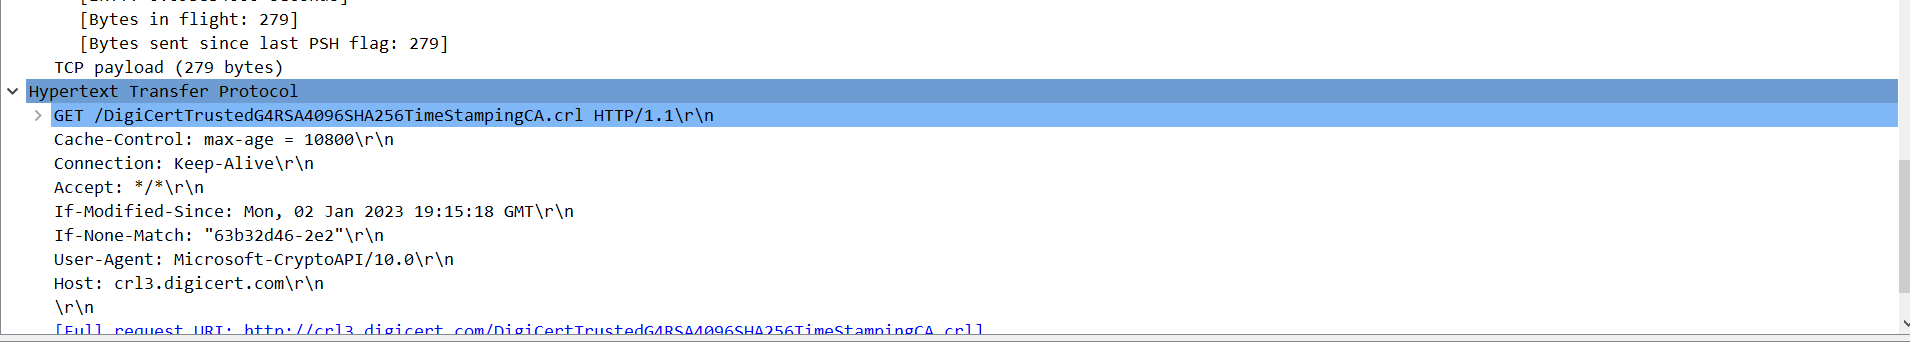 [Bytes in flight: 279]
[Bytes sent since last PSH flag: 279]
TCP payload (279 bytes)
Hypertext Transfer Protocol
GET /DigiCertTrustedG4RSA4096SHA256TimeStampingCA.crl HTTP/1.1\r\n
Cache-Control: max-age = 10800\r\n
Connection: Keep-Alive\r\n
Accept: */*\r\n
If-Modified-Since: Mon, 02 Jan 2023 19:15:18 GMT\r\n
If-None-Match: "63b32d46-2e2"\r\n
User-Agent: Microsoft-CryptoAPI/10.0\r\n
Host: crl3.digicert.com\r\n
\r\n
[Full request URI: http://crl3.digicert.com/DigiCertTrustedG4RSA4096SHA256TimeStampingCA.crl]